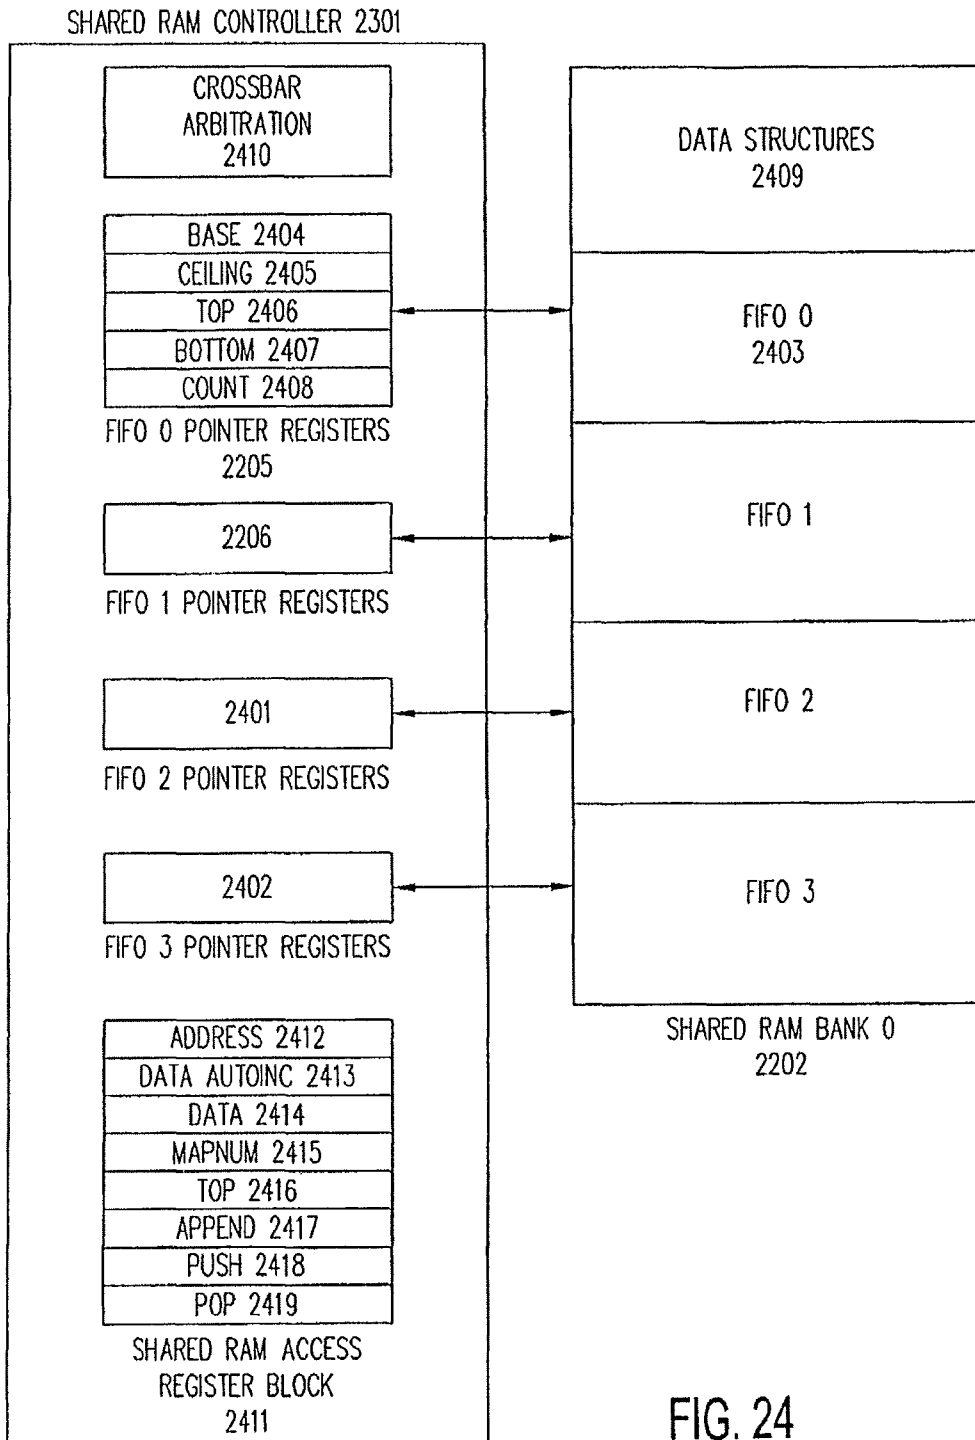 SHARED RAM CONTROLLER 2301
CROSSBAR
ARBITRATION
2410
BASE 2404
CEILING 2405
TOP 2406
BOTTOM 2407
COUNT 2408
FIFO 0 POINTER REGISTERS
2205
2206
FIFO 1 POINTER REGISTERS
2401
FIFO 2 POINTER REGISTERS
2402
FIFO 3 POINTER REGISTERS
ADDRESS 2412
DATA AUTOINC 2413
DATA 2414
MAPNUM 2415
TOP 2416
APPEND 2417
PUSH 2418
POP 2419
SHARED RAM ACCESS
REGISTER BLOCK
2411
DATA STRUCTURES
2409
FIFO 0
2403
FIFO 1
FIFO 2
FIFO 3
SHARED RAM BANK 0
2202
FIG. 24